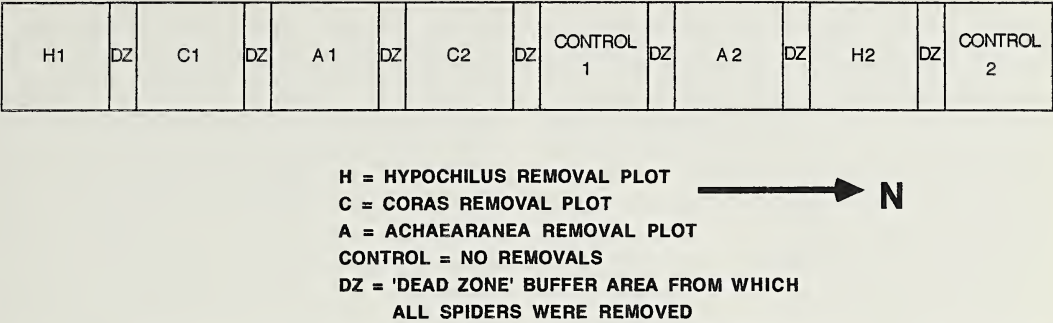 H1 DZ C1 DZ A1 DZ C2 DZ CONTROL 1 DZ A2 DZ H2 DZ CONTROL 2
H = HYPOCHILUS REMOVAL PLOT
N
C = CORAS REMOVAL PLOT
A = ACHAEARANEA REMOVAL PLOT
CONTROL = NO REMOVALS
DZ = 'DEAD ZONE' BUFFER AREA FROM WHICH
ALL SPIDERS WERE REMOVED